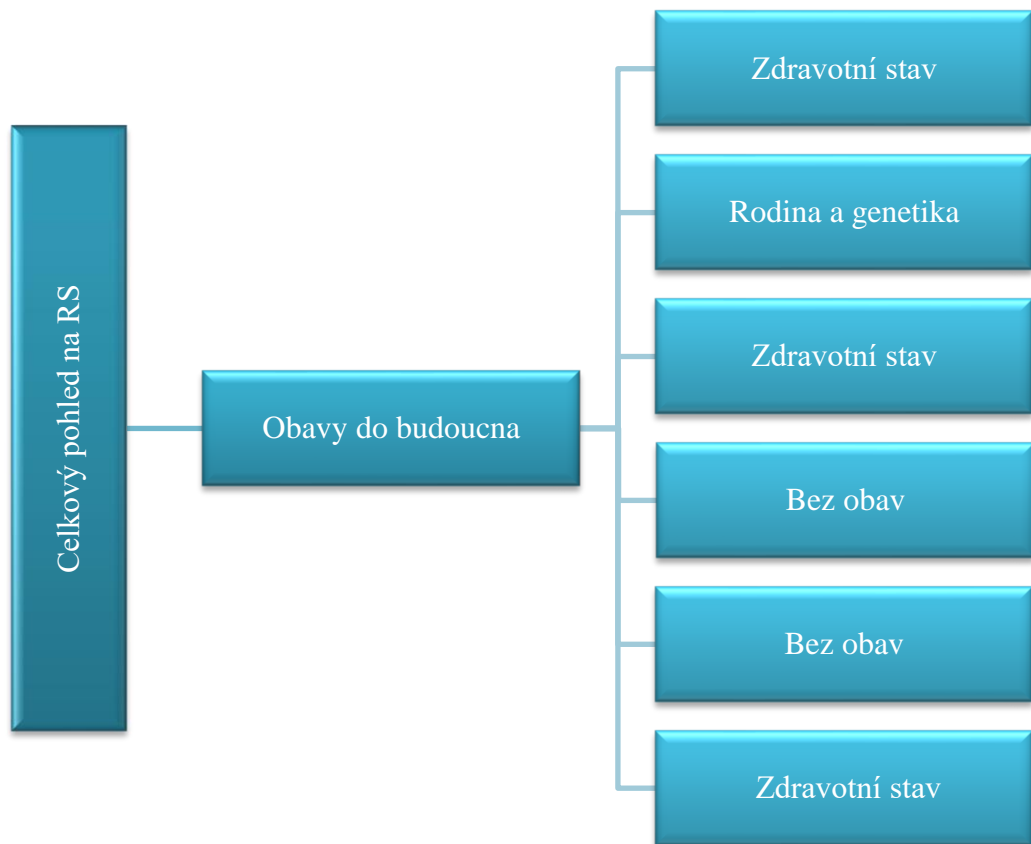 Celkový pohled na RS
Obavy do budoucna
Zdravotní stav
Rodina a genetika
Zdravotní stav
Bez obav
Bez obav
Zdravotní stav